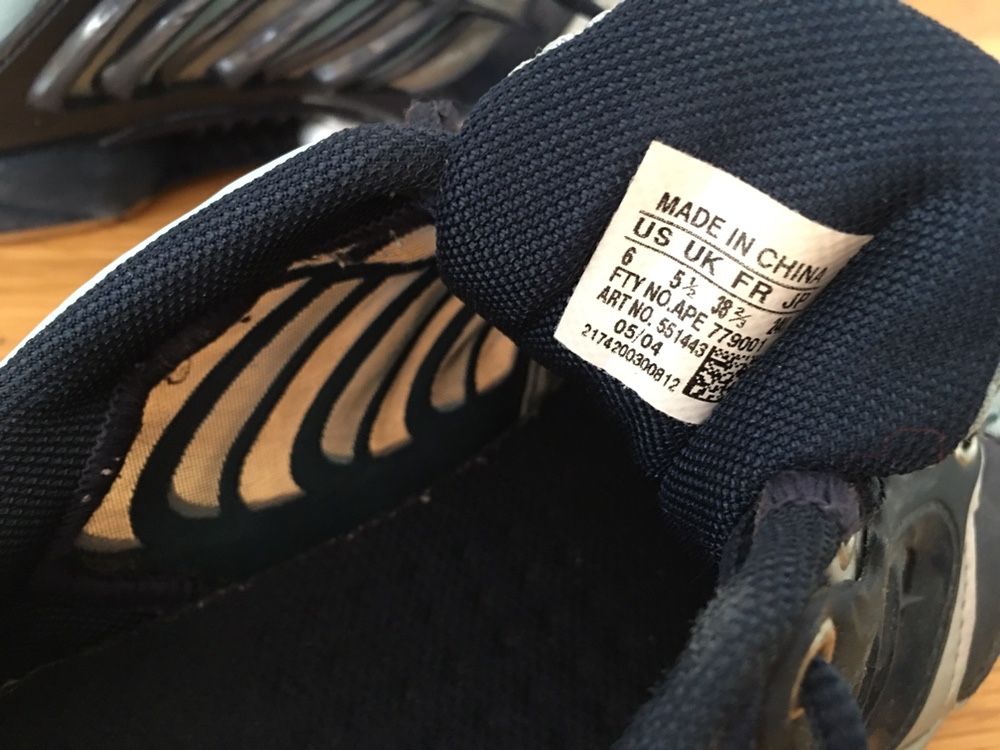 MADE IN CHINA
US UK FR JP
6 5½ 38⅔
FTY NO. APE 779001
ART NO. 551443
05/04
2174200300812